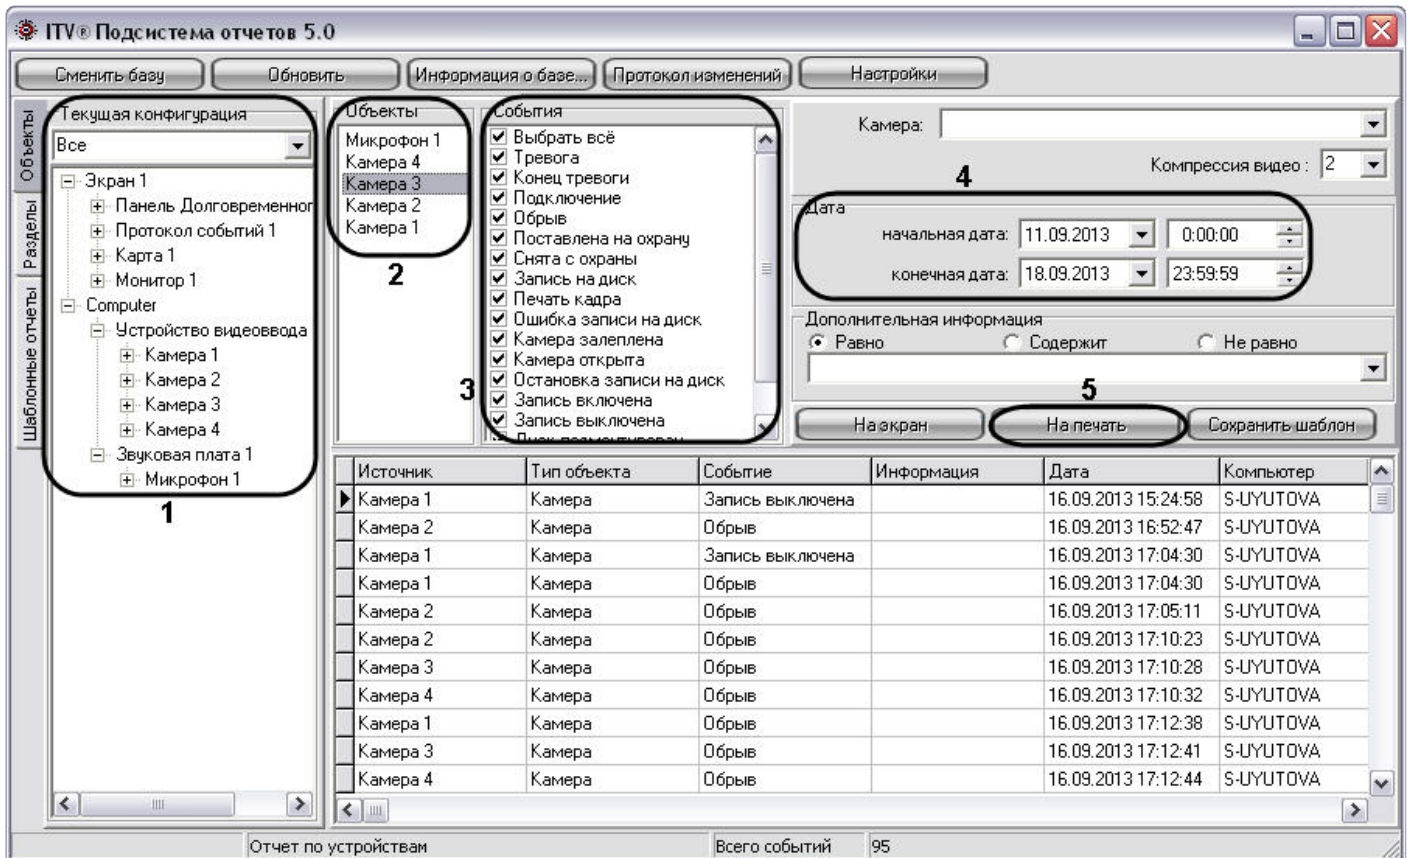 ITV® Подсистема отчетов 5.0
Сменить базу
Обновить
Информация о базе...
Протокол изменений
Настройки
Объекты
Разделы
Шаблонные отчеты
Текущая конфигурация
Все
Экран 1
Панель Долговременног
Протокол событий 1
Карта 1
Монитор 1
Computer
Устройство видеоввода
Камера 1
Камера 2
Камера 3
Камера 4
Звуковая плата 1
Микрофон 1
1
Объекты
Микрофон 1
Камера 4
Камера 3
Камера 2
Камера 1
2
События
Выбрать всё
Тревога
Конец тревоги
Подключение
Обрыв
Поставлена на охрану
Снята с охраны
Запись на диск
Печать кадра
Ошибка записи на диск
Камера залеплена
Камера открыта
Остановка записи на диск
Запись включена
Запись выключена
3
Камера:
Компрессия видео : 2
4
Дата
начальная дата: 11.09.2013 0:00:00
конечная дата: 18.09.2013 23:59:59
Дополнительная информация
Равно Содержит Не равно
5
На экран
На печать
Сохранить шаблон
Источник Тип объекта Событие Информация Дата Компьютер
Камера 1 Камера Запись выключена 16.09.2013 15:24:58 S-UYUTOVA
Камера 2 Камера Обрыв 16.09.2013 16:52:47 S-UYUTOVA
Камера 1 Камера Запись выключена 16.09.2013 17:04:30 S-UYUTOVA
Камера 1 Камера Обрыв 16.09.2013 17:04:30 S-UYUTOVA
Камера 2 Камера Обрыв 16.09.2013 17:05:11 S-UYUTOVA
Камера 2 Камера Обрыв 16.09.2013 17:10:23 S-UYUTOVA
Камера 3 Камера Обрыв 16.09.2013 17:10:28 S-UYUTOVA
Камера 4 Камера Обрыв 16.09.2013 17:10:32 S-UYUTOVA
Камера 1 Камера Обрыв 16.09.2013 17:12:38 S-UYUTOVA
Камера 3 Камера Обрыв 16.09.2013 17:12:41 S-UYUTOVA
Камера 4 Камера Обрыв 16.09.2013 17:12:44 S-UYUTOVA
Отчет по устройствам Всего событий 95